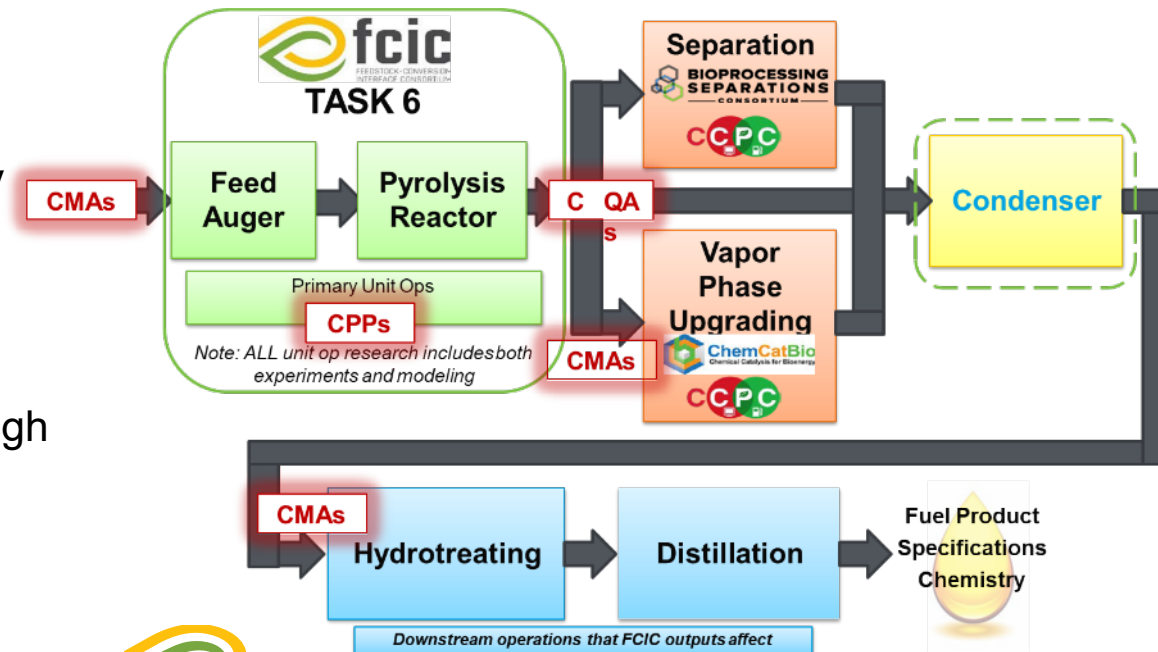 fcic
FEEDSTOCK-CONVERSION
INTERFACE CONSORTIUM
TASK 6
y
CMAs
Feed
Auger
Pyrolysis
Reactor
C QA
s
Primary Unit Ops
CPPs
Note: ALL unit op research includes both
experiments and modeling
Separation
BIOPROCESSING
SEPARATIONS
CONSORTIUM
CCPC
Vapor
Phase
Upgrading
CMAs
ChemCatBio
Chemical Catalysis for Bioenergy
CCPC
Condenser
gh
CMAs
Hydrotreating
Distillation
Fuel Product
Specifications
Chemistry
Downstream operations that FCIC outputs affect